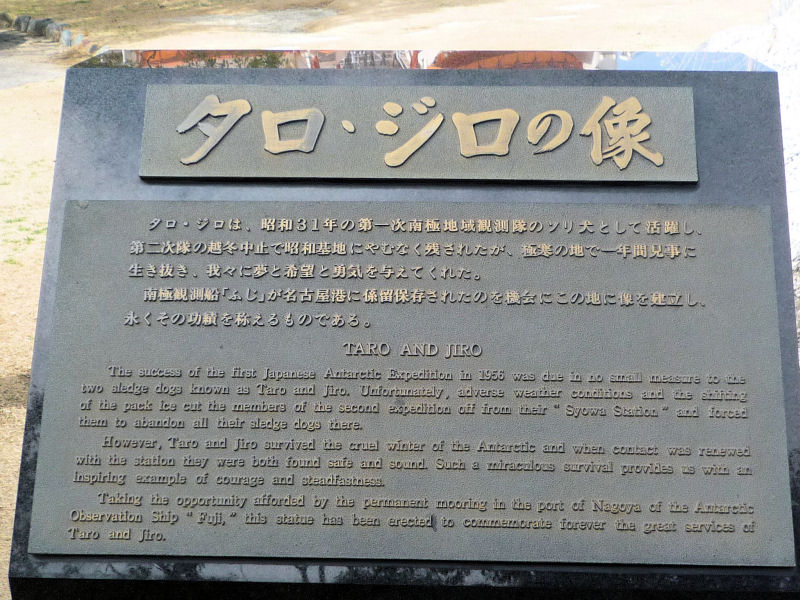 タロ・ジロの像
タロ・ジロは、昭和31年の第一次南極地域観測隊のソリ犬として活躍し、
第二次隊の越冬中止で昭和基地にやむなく残されたが、極寒の地で一年間見事に
生き抜き、我々に夢と希望と勇気を与えてくれた。
南極観測船「ふじ」が名古屋港に係留保存されたのを機会にこの地に像を建立し、
永くその功績を称えるものである。
TARO AND JIRO
The success of the first Japanese Antarctic Expedition in 1956 was due in no small measure to the
two sledge dogs known as Taro and Jiro. Unfortunately, adverse weather conditions and the shifting
of the pack ice cut the members of the second expedition off from their "Syowa Station" and forced
them to abandon all their sledge dogs there.
However, Taro and Jiro survived the cruel winter of the Antarctic and when contact was renewed
with the station they were both found safe and sound. Such a miraculous survival provides us with an
inspiring example of courage and steadfastness.
Taking the opportunity afforded by the permanent mooring in the port of Nagoya of the Antarctic
Observation Ship "Fuji," this statue has been erected to commemorate forever the great services of
Taro and Jiro.